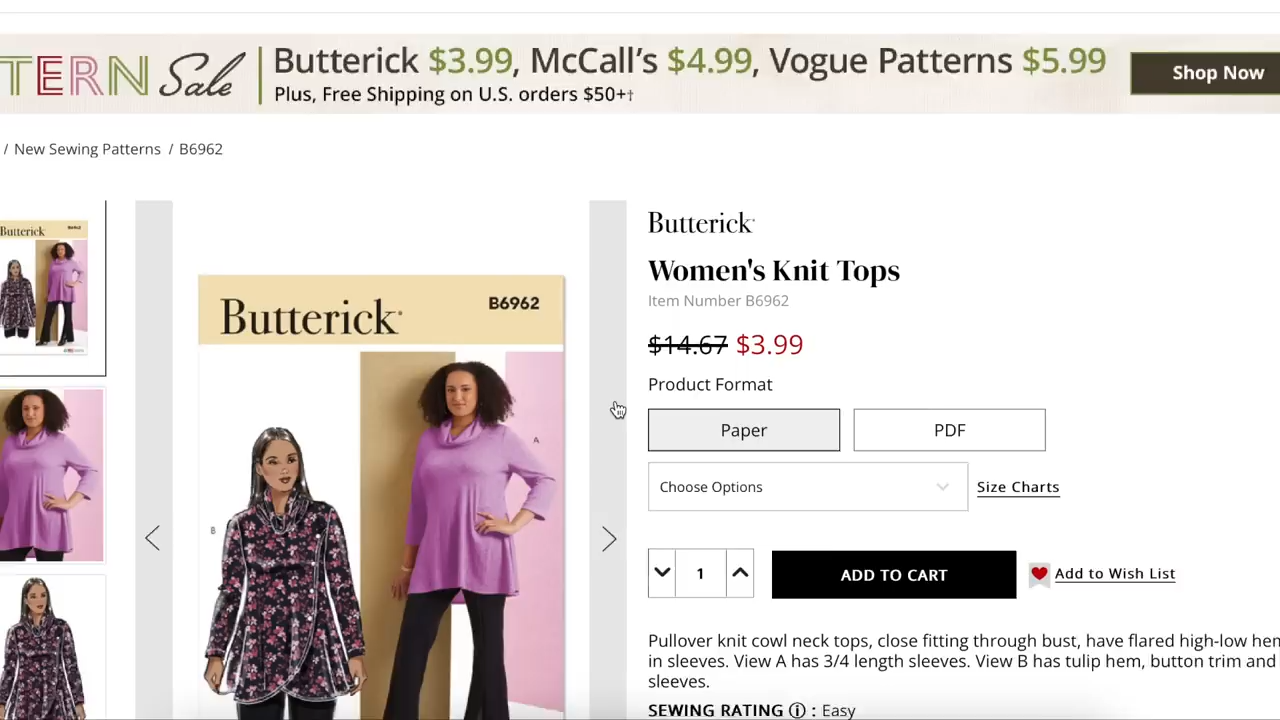 TERN Sale
Butterick $3.99, McCall's $4.99, Vogue Patterns $5.99
Plus, Free Shipping on U.S. orders $50+†
Shop Now
/ New Sewing Patterns / B6962
Butterick
Butterick
B6962
A
B
Butterick
Women's Knit Tops
Item Number B6962
$14.67 $3.99
Product Format
Paper
PDF
Choose Options
Size Charts
1
ADD TO CART
Add to Wish List
Pullover knit cowl neck tops, close fitting through bust, have flared high-low hem
in sleeves. View A has 3/4 length sleeves. View B has tulip hem, button trim and
sleeves.
SEWING RATING ⓘ : Easy